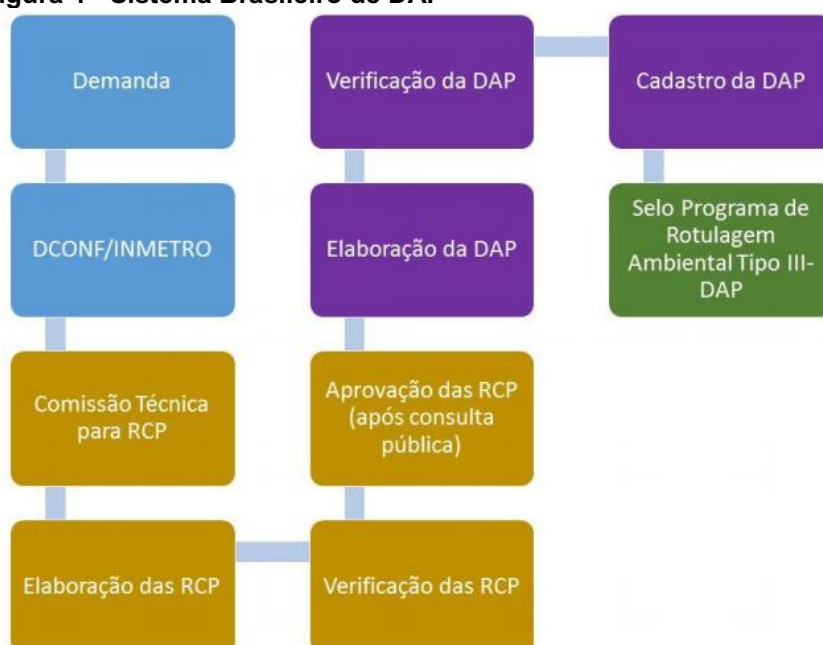 Sistema Brasileiro de DAP
Demanda
DCONF/INMETRO
Comissão Técnica
para RCP
Elaboração das RCP
Verificação das RCP
Aprovação das RCP
(após consulta
pública)
Elaboração da DAP
Verificação da DAP
Cadastro da DAP
Selo Programa de
Rotulagem
Ambiental Tipo III-
DAP